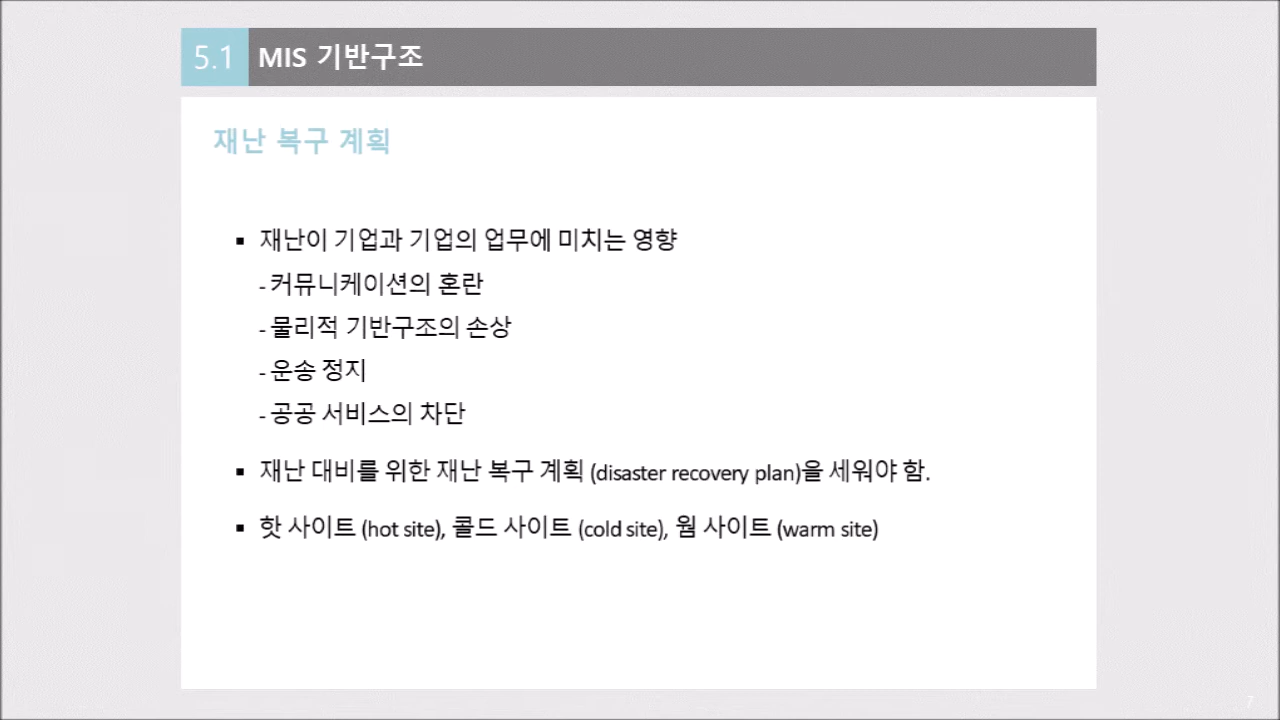 5.1 MIS 기반구조
재난 복구 계획
▪ 재난이 기업과 기업의 업무에 미치는 영향
- 커뮤니케이션의 혼란
- 물리적 기반구조의 손상
- 운송 정지
- 공공 서비스의 차단
▪ 재난 대비를 위한 재난 복구 계획 (disaster recovery plan)을 세워야 함.
▪ 핫 사이트 (hot site), 콜드 사이트 (cold site), 웜 사이트 (warm site)
7